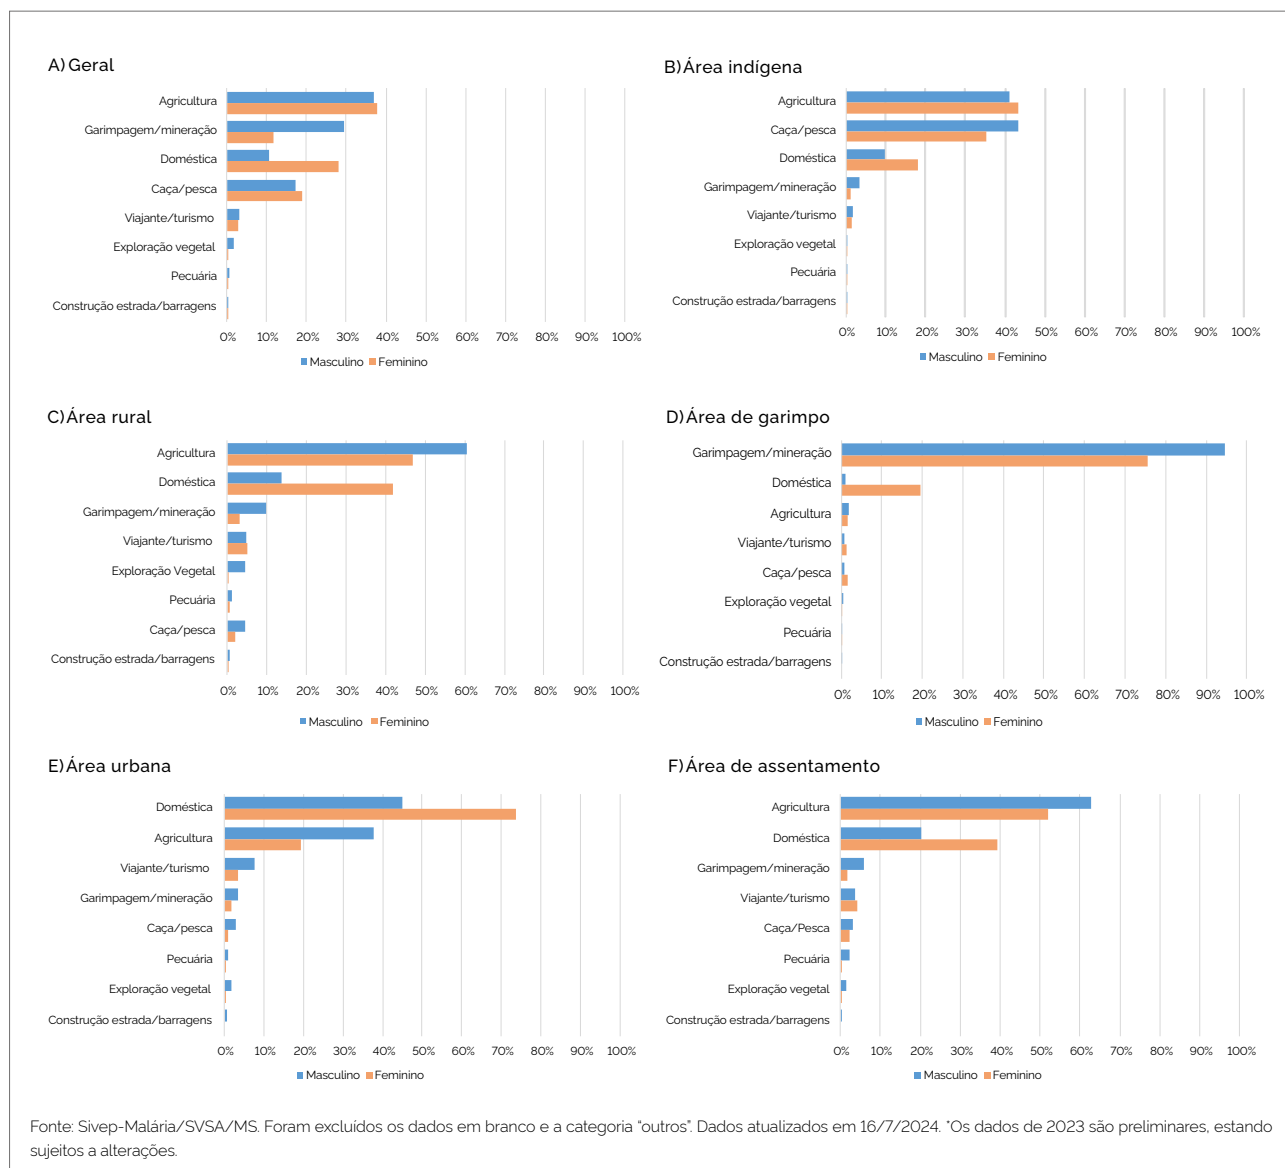 A) Geral
Agricultura
Garimpagem/mineração
Doméstica
Caça/pesca
Viajante/turismo
Exploração vegetal
Pecuária
Construção estrada/barragens
0% 10% 20% 30% 40% 50% 60% 70% 80% 90% 100%
Masculino Feminino
B) Área indígena
Agricultura
Caça/pesca
Doméstica
Garimpagem/mineração
Viajante/turismo
Exploração vegetal
Pecuária
Construção estrada/barragens
0% 10% 20% 30% 40% 50% 60% 70% 80% 90% 100%
Masculino Feminino
C) Área rural
Agricultura
Doméstica
Garimpagem/mineração
Viajante/turismo
Exploração Vegetal
Pecuária
Caça/pesca
Construção estrada/barragens
0% 10% 20% 30% 40% 50% 60% 70% 80% 90% 100%
Masculino Feminino
D) Área de garimpo
Garimpagem/mineração
Doméstica
Agricultura
Viajante/turismo
Caça/pesca
Exploração vegetal
Pecuária
Construção estrada/barragens
0% 10% 20% 30% 40% 50% 60% 70% 80% 90% 100%
Masculino Feminino
E) Área urbana
Doméstica
Agricultura
Viajante/turismo
Garimpagem/mineração
Caça/pesca
Pecuária
Exploração vegetal
Construção estrada/barragens
0% 10% 20% 30% 40% 50% 60% 70% 80% 90% 100%
Masculino Feminino
F) Área de assentamento
Agricultura
Doméstica
Garimpagem/mineração
Viajante/turismo
Caça/Pesca
Pecuária
Exploração vegetal
Construção estrada/barragens
0% 10% 20% 30% 40% 50% 60% 70% 80% 90% 100%
Masculino Feminino
Fonte: Sivep-Malária/SVSA/MS. Foram excluídos os dados em branco e a categoria “outros”. Dados atualizados em 16/7/2024. *Os dados de 2023 são preliminares, estando
sujeitos a alterações.